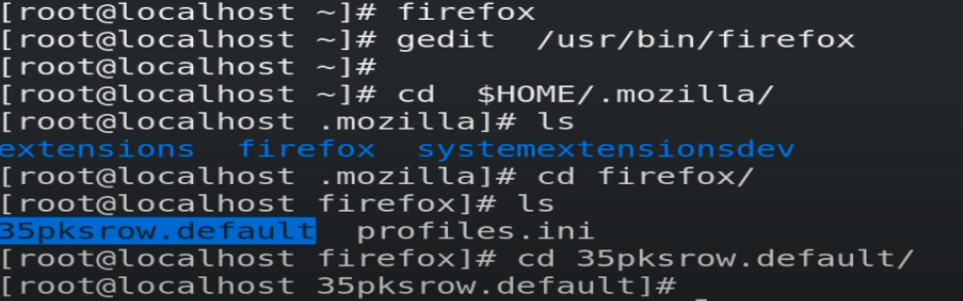 [root@localhost ~]# firefox
[root@localhost ~]# gedit  /usr/bin/firefox
[root@localhost ~]#
[root@localhost ~]# cd  $HOME/.mozilla/
[root@localhost .mozilla]# ls
extensions  firefox  systemextensionsdev
[root@localhost .mozilla]# cd firefox/
[root@localhost firefox]# ls
35pksrow.default  profiles.ini
[root@localhost firefox]# cd 35pksrow.default/
[root@localhost 35pksrow.default]#